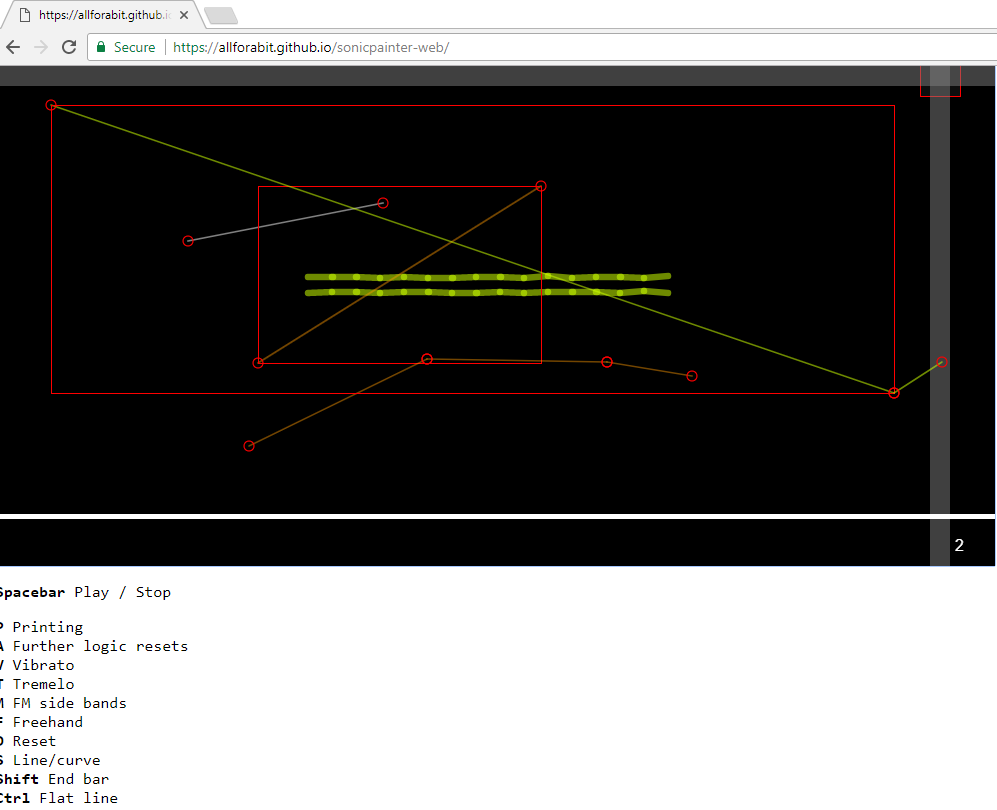 https://allforabit.github.i
Secure https://allforabit.github.io/sonicpainter-web/
2
Spacebar Play / Stop
P Printing
A Further logic resets
V Vibrato
T Tremelo
M FM side bands
F Freehand
Reset
S Line/curve
Shift End bar
Ctrl Flat line